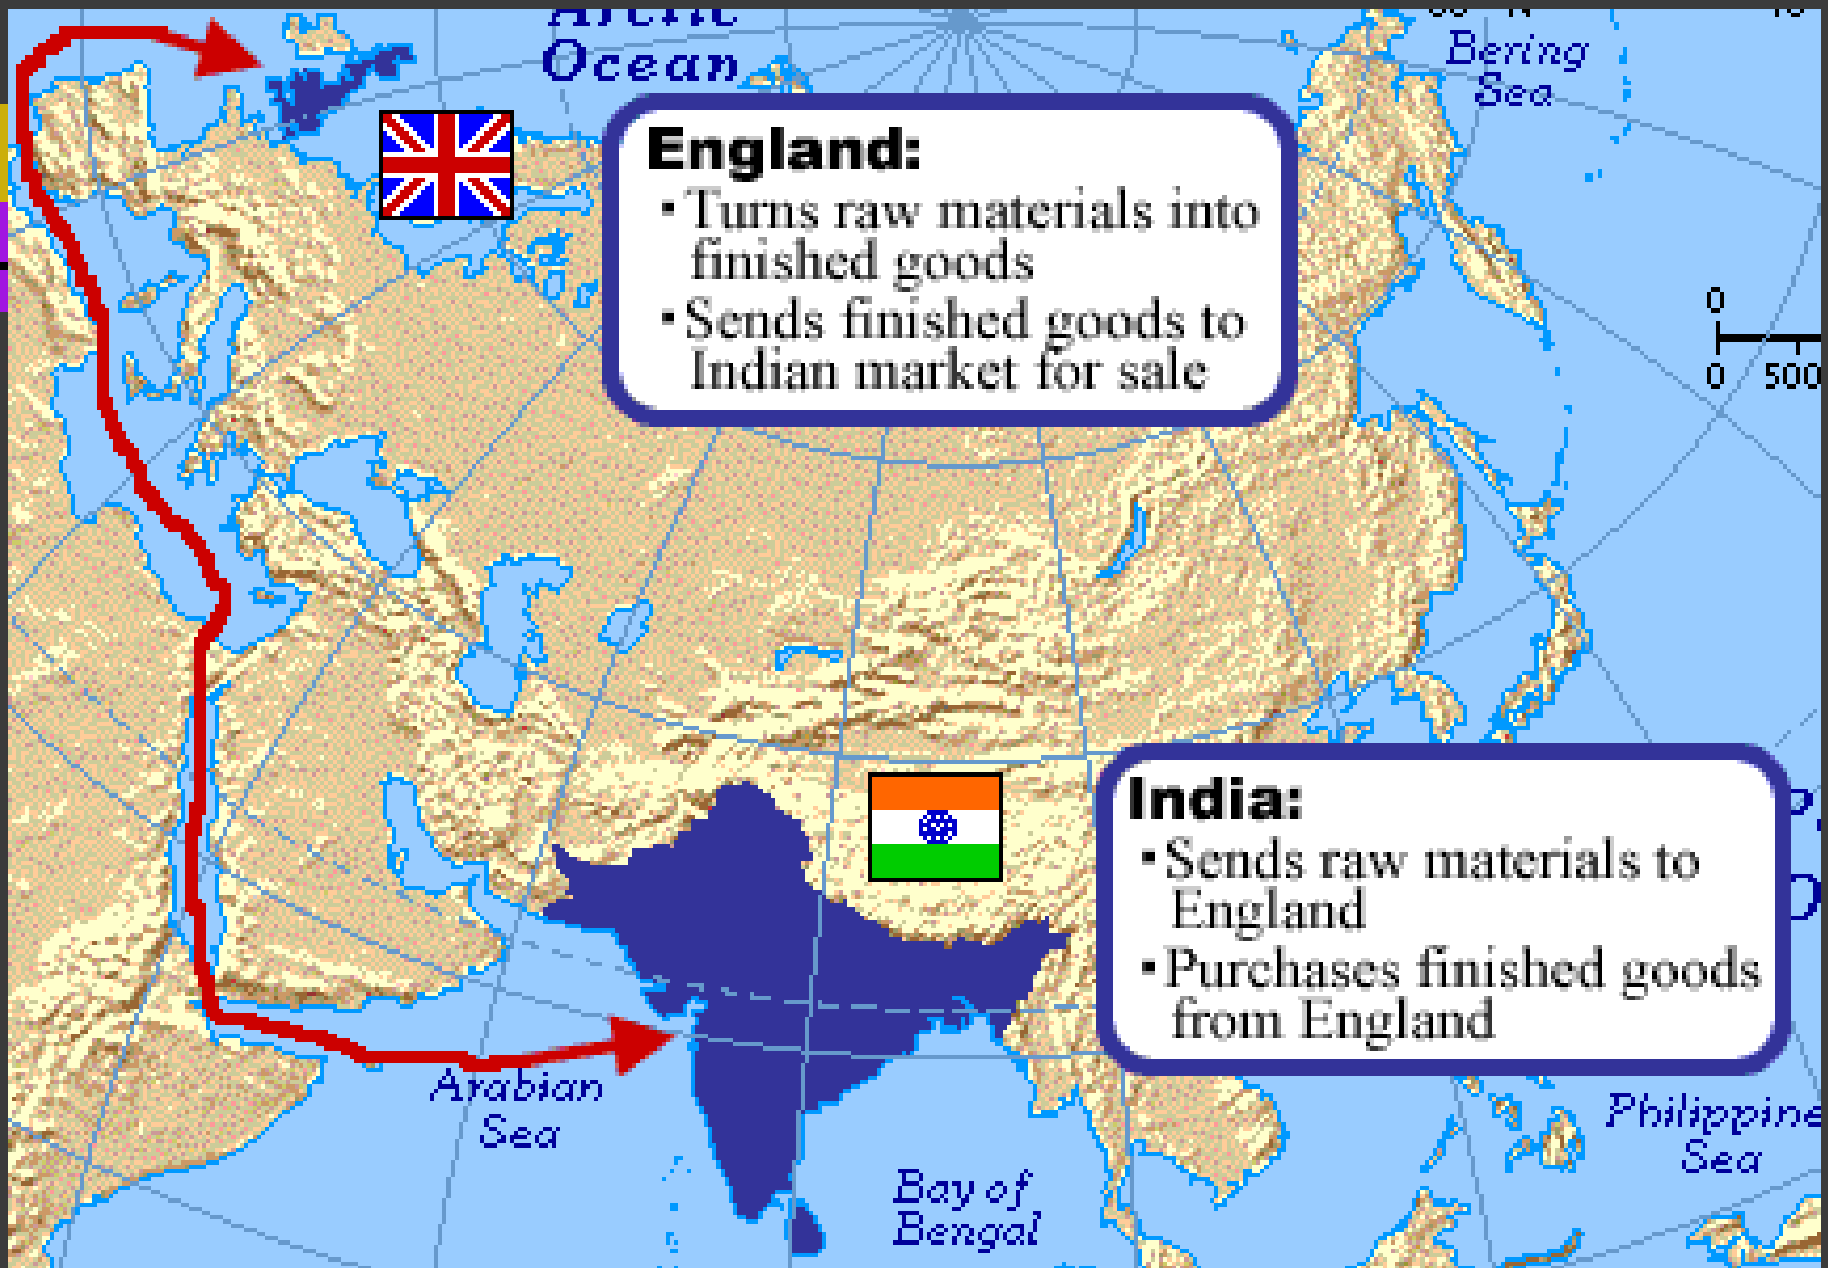 Arctic
Ocean
Bering
Sea
England:
▪Turns raw materials into
finished goods
▪Sends finished goods to
Indian market for sale
0
0 500
India:
▪Sends raw materials to
England
▪Purchases finished goods
from England
Arabian
Sea
Bay of
Bengal
Philippine
Sea